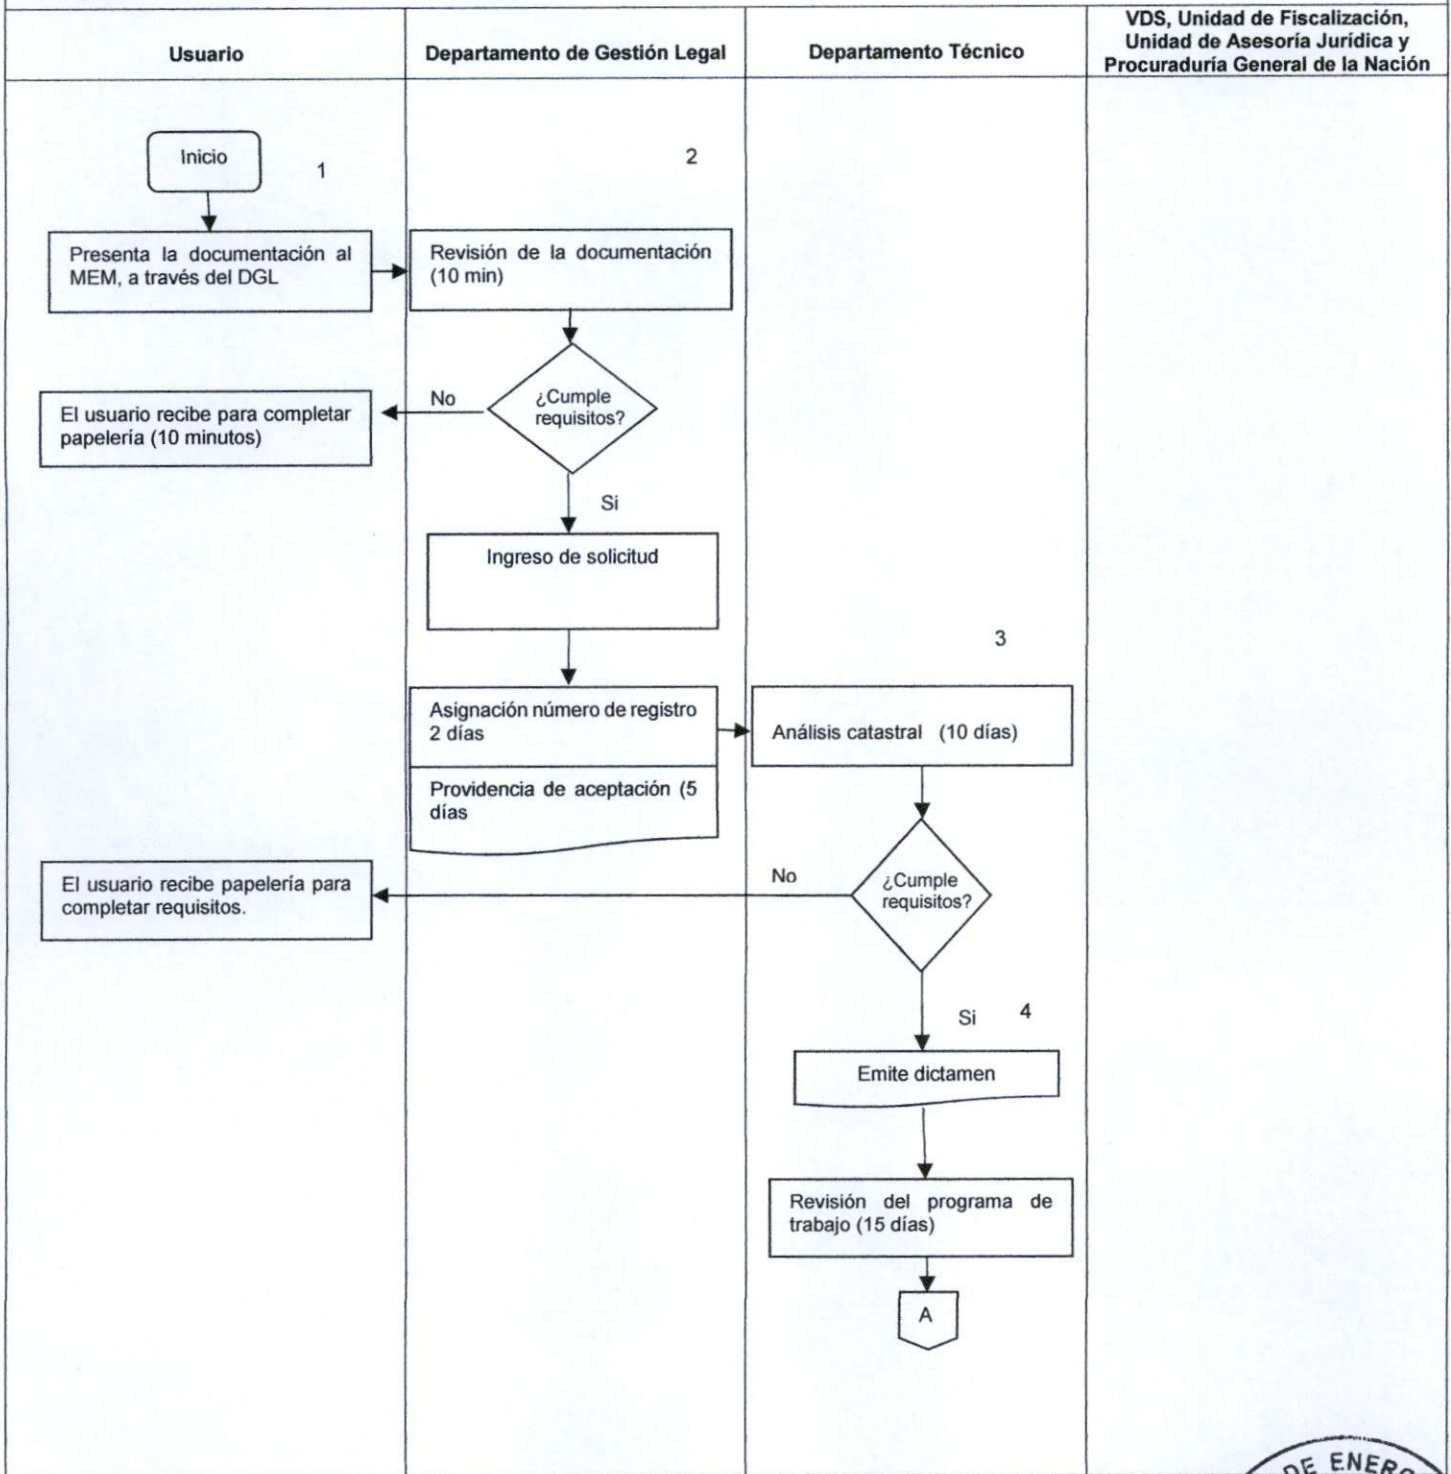 Usuario
Departamento de Gestión Legal
Departamento Técnico
VDS, Unidad de Fiscalización,
Unidad de Asesoría Jurídica y
Procuraduría General de la Nación
Inicio
1
2
Presenta la documentación al
MEM, a través del DGL
Revisión de la documentación
(10 min)
¿Cumple
requisitos?
No
El usuario recibe para completar
papelería (10 minutos)
Si
Ingreso de solicitud
3
Asignación número de registro
2 días
Providencia de aceptación (5
días
Análisis catastral (10 días)
¿Cumple
requisitos?
No
El usuario recibe papelería para
completar requisitos.
Si
4
Emite dictamen
Revisión del programa de
trabajo (15 días)
A
DE